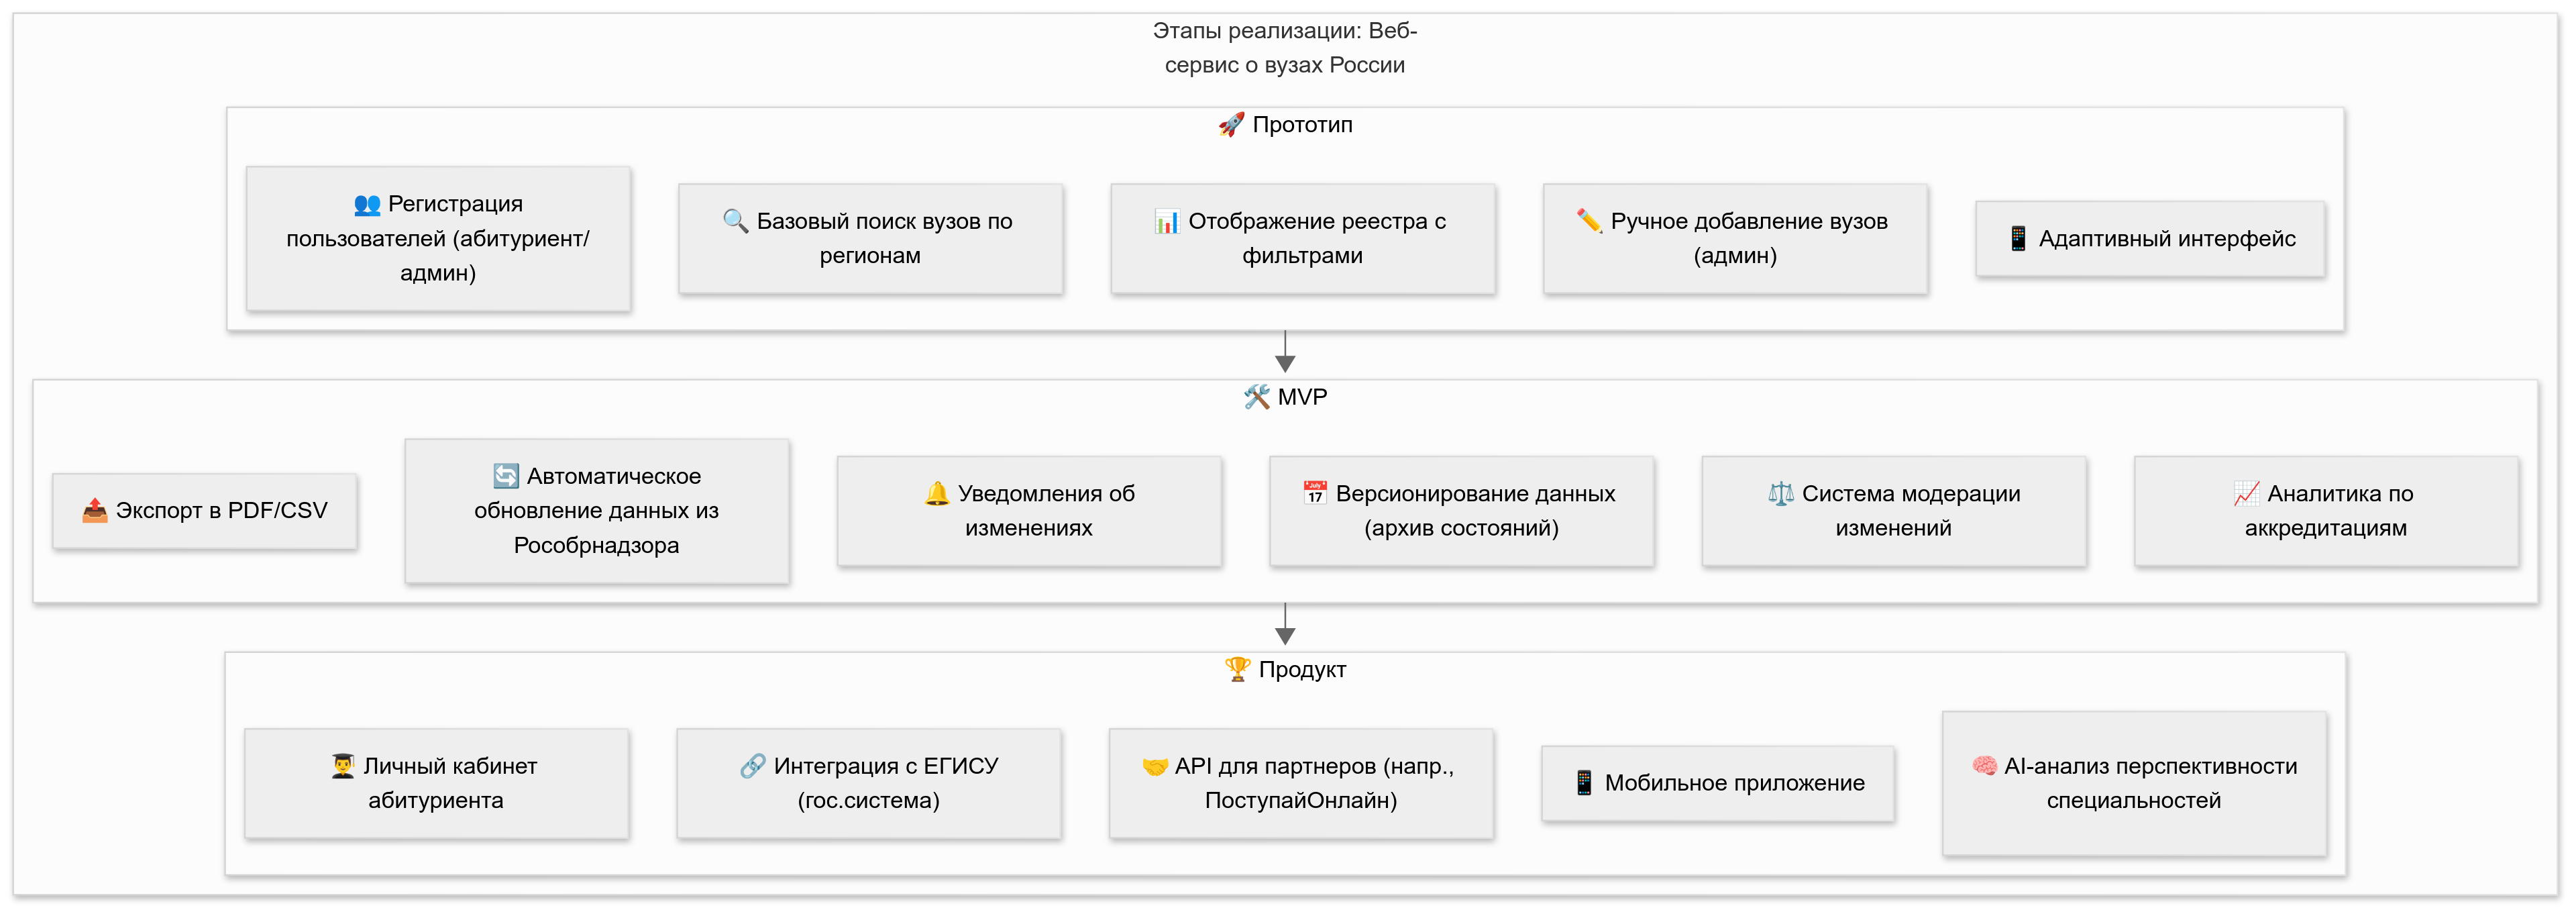 Этапы реализации: Веб-
сервис о вузах России
🚀 Прототип
👥 Регистрация
пользователей (абитуриент/
админ)
🔍 Базовый поиск вузов по
регионам
📊 Отображение реестра с
фильтрами
✏️ Ручное добавление вузов
(админ)
📱 Адаптивный интерфейс
🛠️ MVP
📤 Экспорт в PDF/CSV
🔄 Автоматическое
обновление данных из
Рособрнадзора
🔔 Уведомления об
изменениях
📅 Версионирование данных
(архив состояний)
⚖️ Система модерации
изменений
📈 Аналитика по
аккредитациям
🏆 Продукт
👨‍🎓 Личный кабинет
абитуриента
🔗 Интеграция с ЕГИСУ
(гос.система)
🤝 API для партнеров (напр.,
ПоступайОнлайн)
📱 Мобильное приложение
🧠 AI-анализ перспективности
специальностей